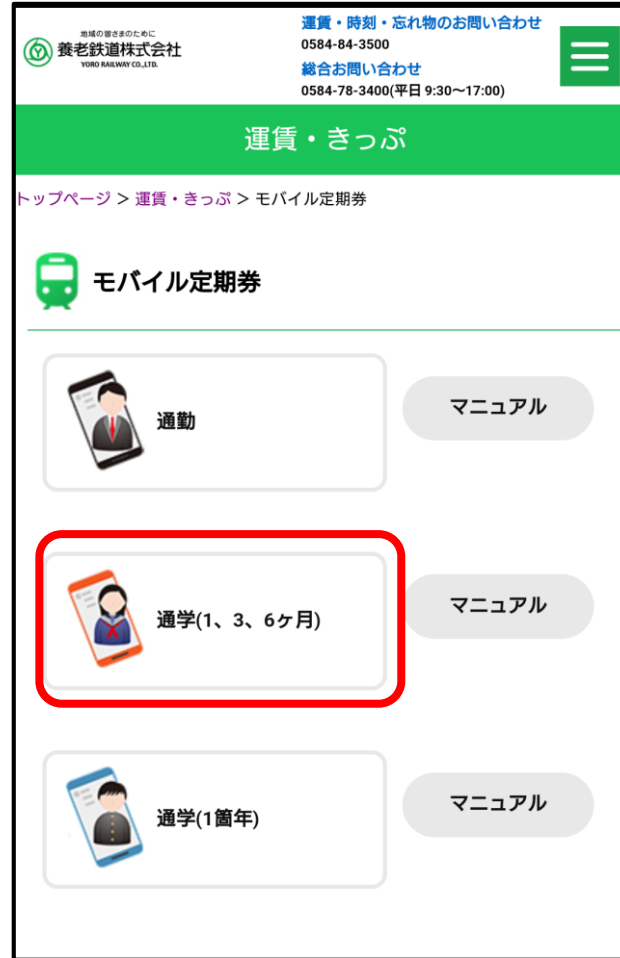 地域の皆さまのために
養老鉄道株式会社
YORO RAILWAY CO.,LTD.
運賃・時刻・忘れ物のお問い合わせ
0584-84-3500
総合お問い合わせ
0584-78-3400(平日 9:30〜17:00)
運賃・きっぷ
トップページ > 運賃・きっぷ > モバイル定期券
モバイル定期券
通勤
マニュアル
通学(1、3、6ヶ月)
マニュアル
通学(1箇年)
マニュアル